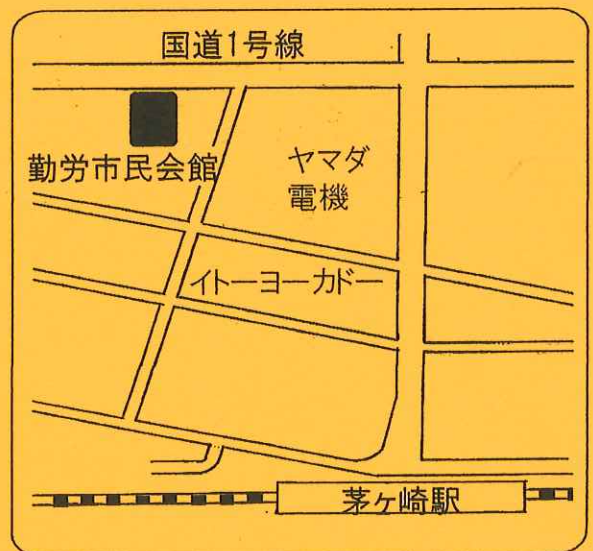 国道1号線
勤労市民会館
ヤマダ
電機
イトーヨーカドー
茅ヶ崎駅